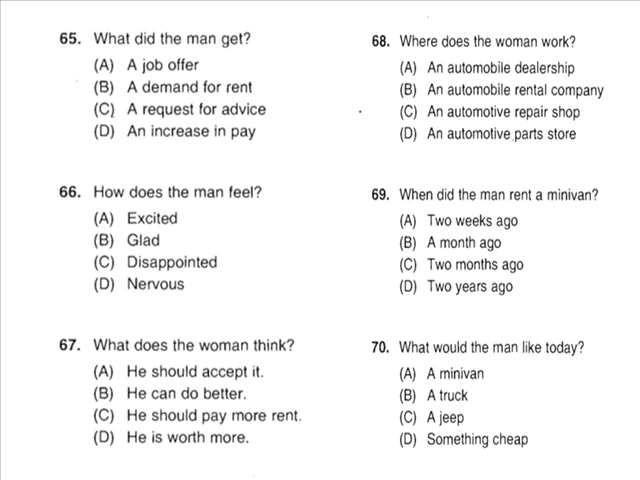 65. What did the man get?
(A) A job offer
(B) A demand for rent
(C) A request for advice
(D) An increase in pay
66. How does the man feel?
(A) Excited
(B) Glad
(C) Disappointed
(D) Nervous
67. What does the woman think?
(A) He should accept it.
(B) He can do better.
(C) He should pay more rent.
(D) He is worth more.
68. Where does the woman work?
(A) An automobile dealership
(B) An automobile rental company
(C) An automotive repair shop
(D) An automotive parts store
69. When did the man rent a minivan?
(A) Two weeks ago
(B) A month ago
(C) Two months ago
(D) Two years ago
70. What would the man like today?
(A) A minivan
(B) A truck
(C) A jeep
(D) Something cheap